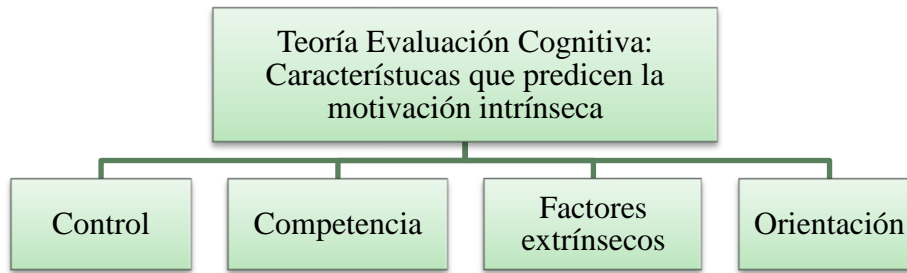 Teoría Evaluación Cognitiva:
Característucas que predicen la
motivación intrínseca
Control
Competencia
Factores
extrínsecos
Orientación